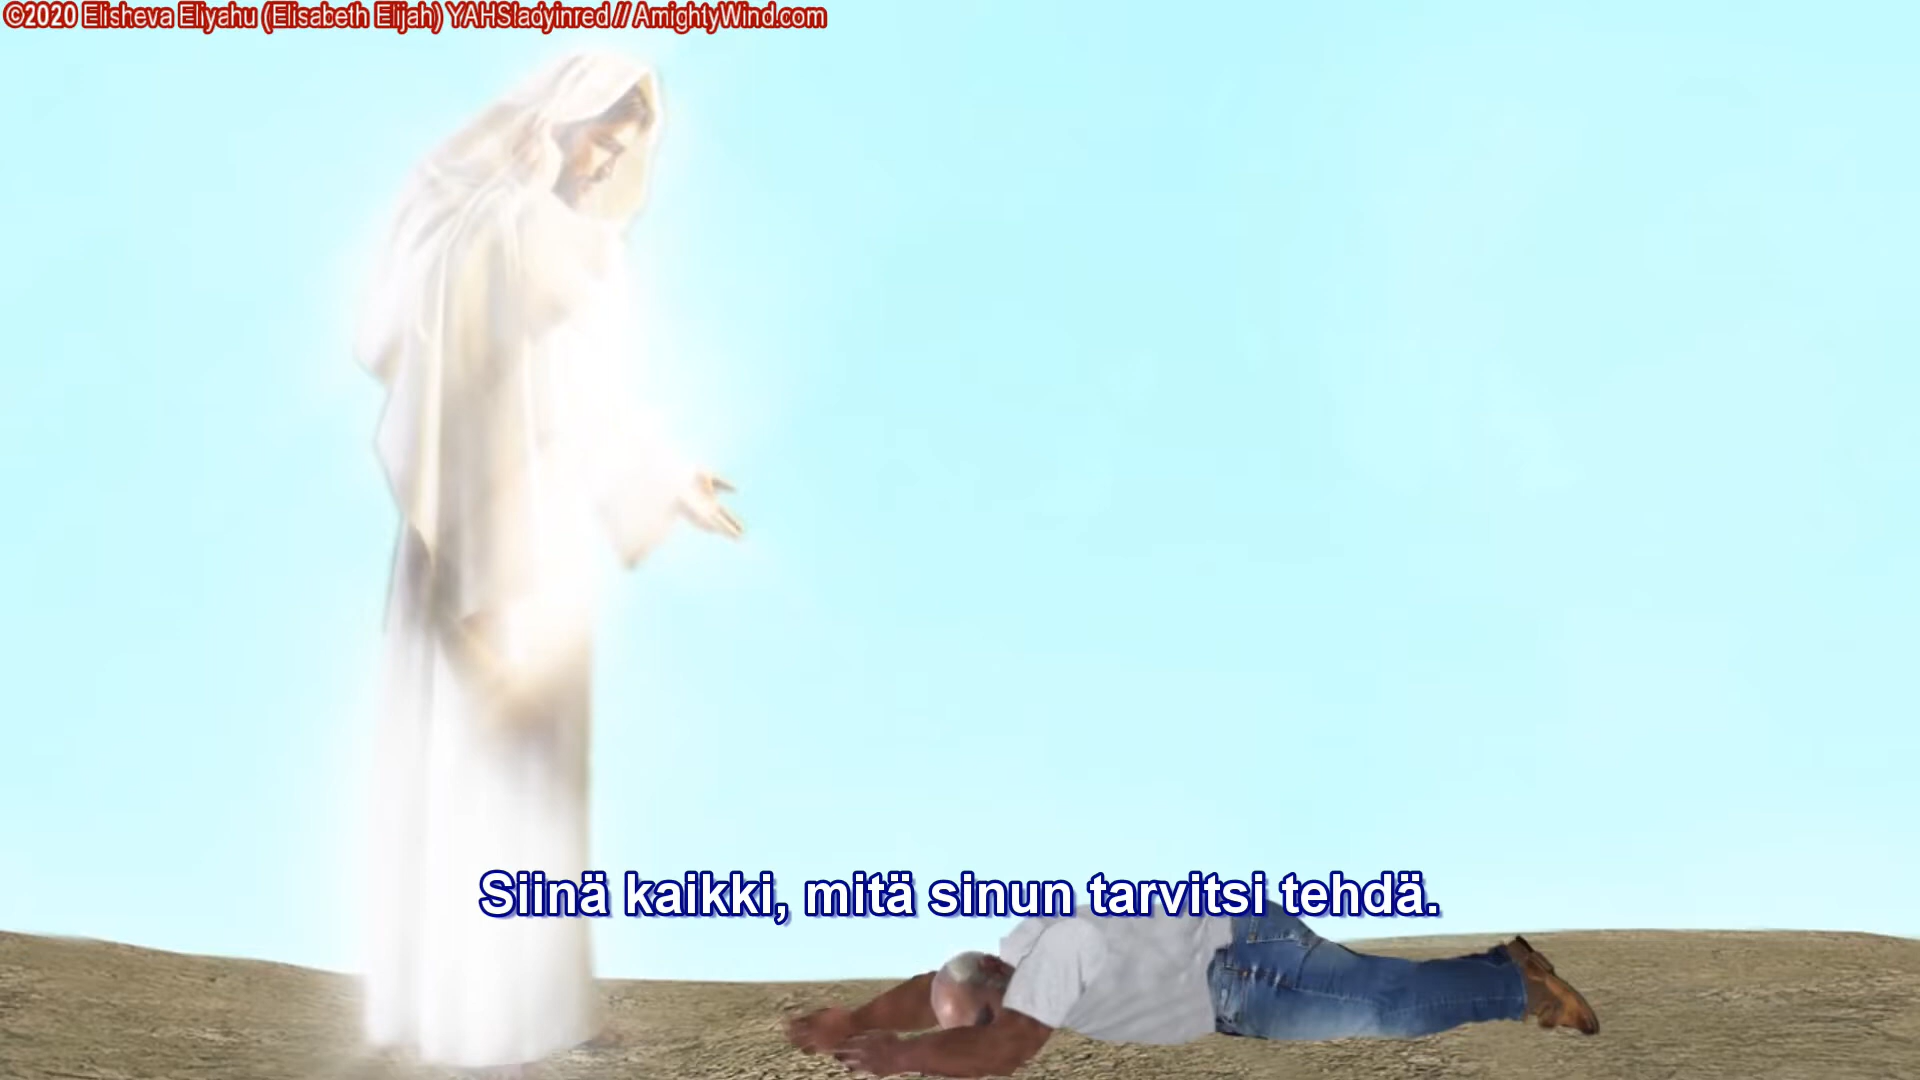 ©2020 Elisheva Eliyahu (Elisabeth Elijah) YAHSladyinred // AmightyWind.com
Siinä kaikki, mitä sinun tarvitsi tehdä.